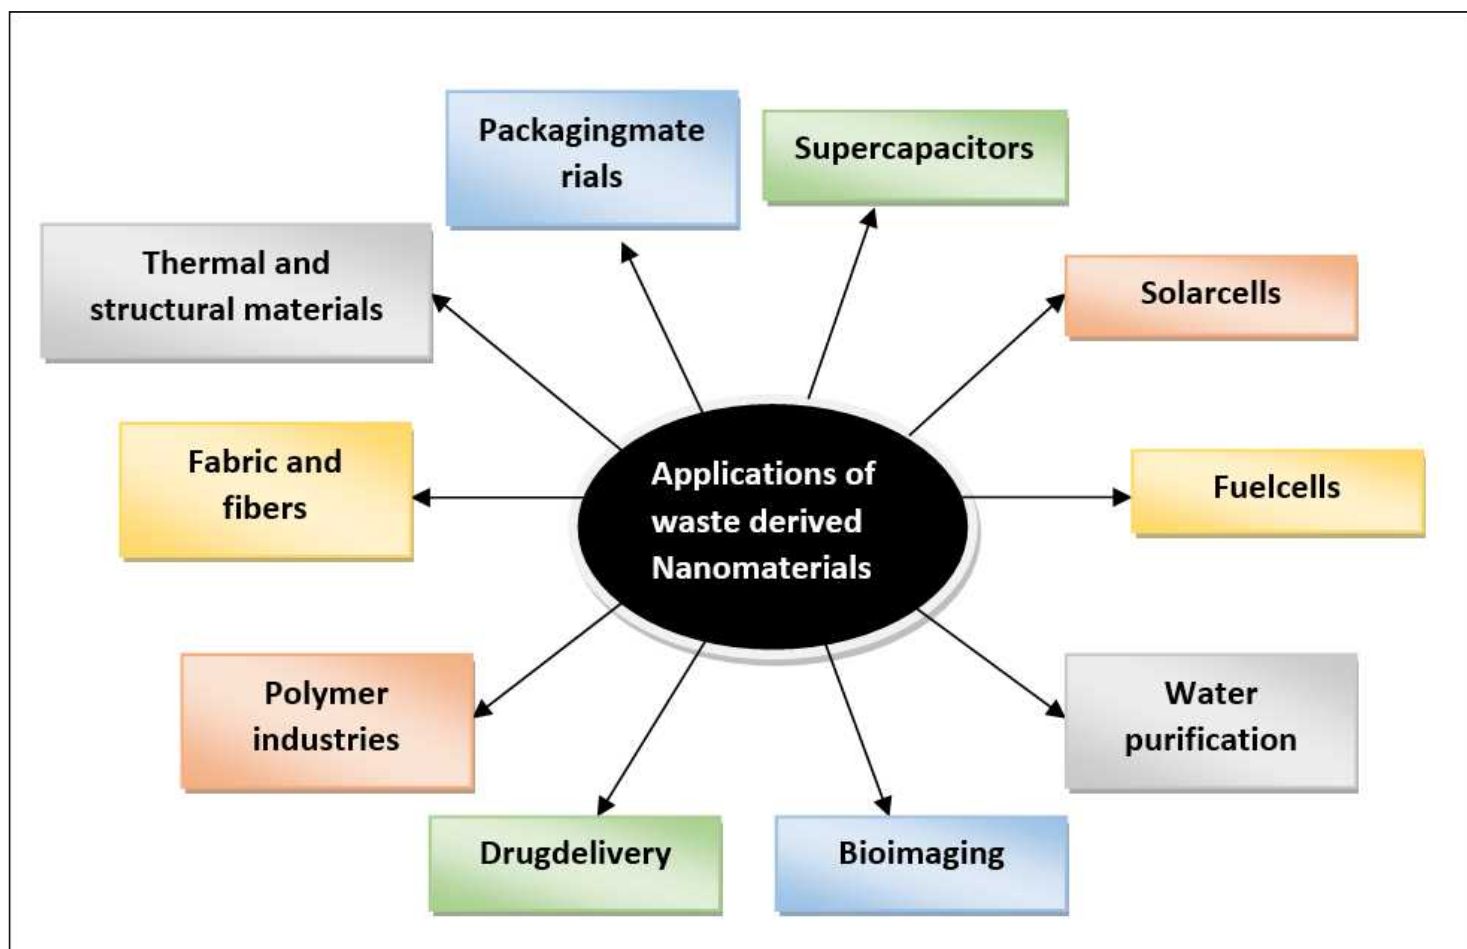 Packagingmate
rials
Supercapacitors
Thermal and
structural materials
Solarcells
Fabric and
fibers
Applications of
waste derived
Nanomaterials
Fuelcells
Polymer
industries
Water
purification
Drugdelivery
Bioimaging